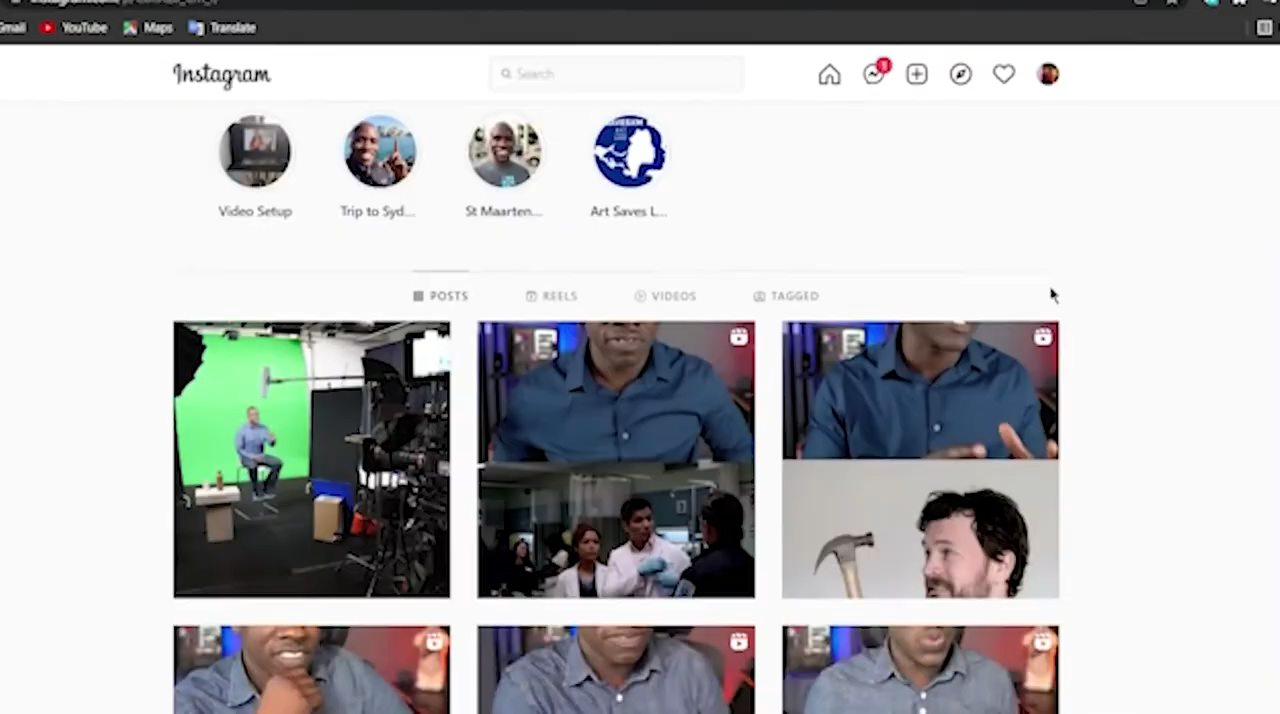 Gmail YouTube Maps Translate
Instagram Search 1
Video Setup Trip to Syd... St Maarten... Art Saves L...
POSTS REELS VIDEOS TAGGED